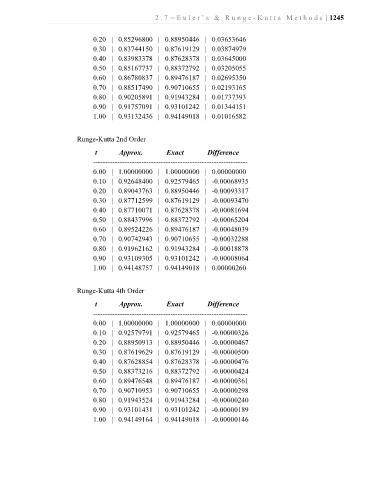 2.7–Euler's & Runge-Kutta Methods | 1245
0.20 | 0.85296800 | 0.88950446 | 0.03653646
0.30 | 0.83744150 | 0.87619129 | 0.03874979
0.40 | 0.83983378 | 0.87628378 | 0.03645000
0.50 | 0.85167737 | 0.88372792 | 0.03205055
0.60 | 0.86780837 | 0.89476187 | 0.02695350
0.70 | 0.88517490 | 0.90710655 | 0.02193165
0.80 | 0.90205891 | 0.91943284 | 0.01737393
0.90 | 0.91757091 | 0.93101242 | 0.01344151
1.00 | 0.93132436 | 0.94149018 | 0.01016582
Runge-Kutta 2nd Order
t Approx. Exact Difference
0.00 | 1.00000000 | 1.00000000 | 0.00000000
0.10 | 0.92648400 | 0.92579465 | -0.00068935
0.20 | 0.89043763 | 0.88950446 | -0.00093317
0.30 | 0.87712599 | 0.87619129 | -0.00093470
0.40 | 0.87710071 | 0.87628378 | -0.00081694
0.50 | 0.88437996 | 0.88372792 | -0.00065204
0.60 | 0.89524226 | 0.89476187 | -0.00048039
0.70 | 0.90742943 | 0.90710655 | -0.00032288
0.80 | 0.91962162 | 0.91943284 | -0.00018878
0.90 | 0.93109305 | 0.93101242 | -0.00008064
1.00 | 0.94148757 | 0.94149018 | 0.00000260
Runge-Kutta 4th Order
t Approx. Exact Difference
0.00 | 1.00000000 | 1.00000000 | 0.00000000
0.10 | 0.92579791 | 0.92579465 | -0.00000326
0.20 | 0.88950913 | 0.88950446 | -0.00000467
0.30 | 0.87619629 | 0.87619129 | -0.00000500
0.40 | 0.87628854 | 0.87628378 | -0.00000476
0.50 | 0.88373216 | 0.88372792 | -0.00000424
0.60 | 0.89476548 | 0.89476187 | -0.00000361
0.70 | 0.90710953 | 0.90710655 | -0.00000298
0.80 | 0.91943524 | 0.91943284 | -0.00000240
0.90 | 0.93101431 | 0.93101242 | -0.00000189
1.00 | 0.94149164 | 0.94149018 | -0.00000146